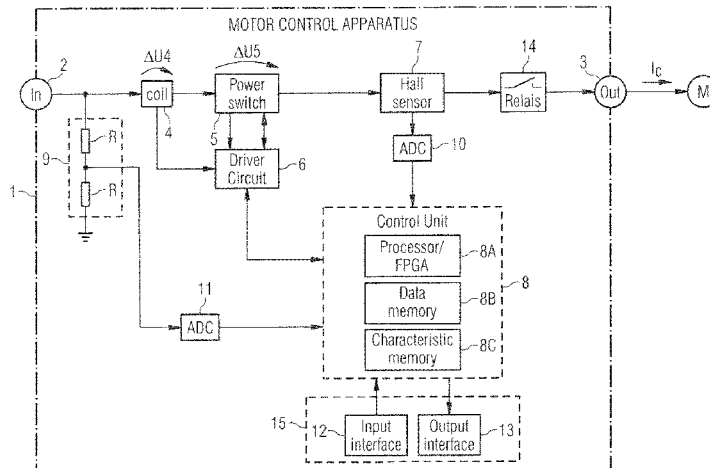 MOTOR CONTROL APPARATUS
2
ΔU4
ΔU5
7
14
3
I_c
In
coil
Power
switch
Hall
sensor
Relais
Out
M
4
5
R
9
Driver
Circuit
6
ADC
10
1
R
Control Unit
Processor/
FPGA
8A
8
11
Data
memory
8B
ADC
Characteristic
memory
8C
15
12
Input
interface
Output
interface
13